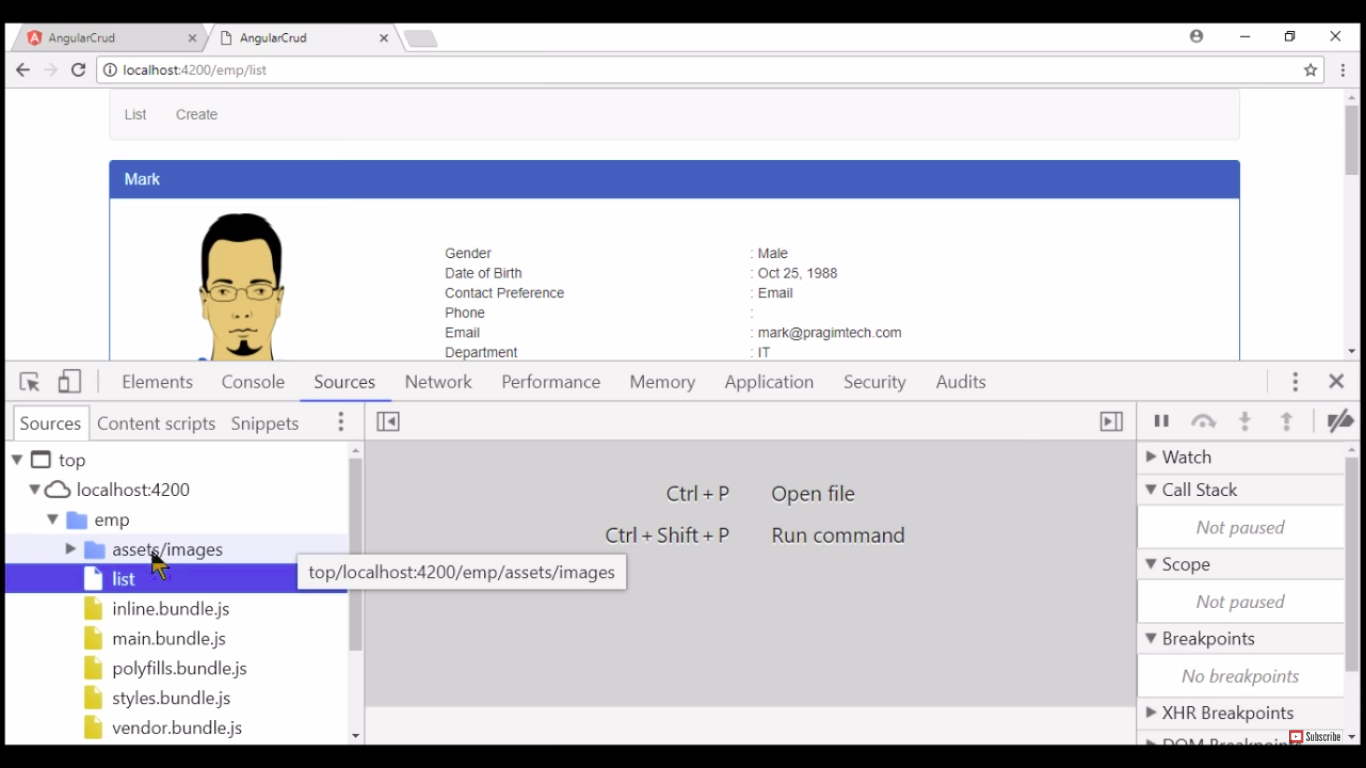 AngularCrud AngularCrud
localhost:4200/emp/list
List Create
Mark
Gender : Male
Date of Birth : Oct 25, 1988
Contact Preference : Email
Phone :
Email : mark@pragimtech.com
Department : IT
Elements Console Sources Network Performance Memory Application Security Audits
Sources Content scripts Snippets
top
localhost:4200
emp
assets/images
list
inline.bundle.js
main.bundle.js
polyfills.bundle.js
styles.bundle.js
vendor.bundle.js
top/localhost:4200/emp/assets/images
Ctrl + P Open file
Ctrl + Shift + P Run command
Watch
Call Stack
Not paused
Scope
Not paused
Breakpoints
No breakpoints
XHR Breakpoints
DOM Breakpoints
Subscribe